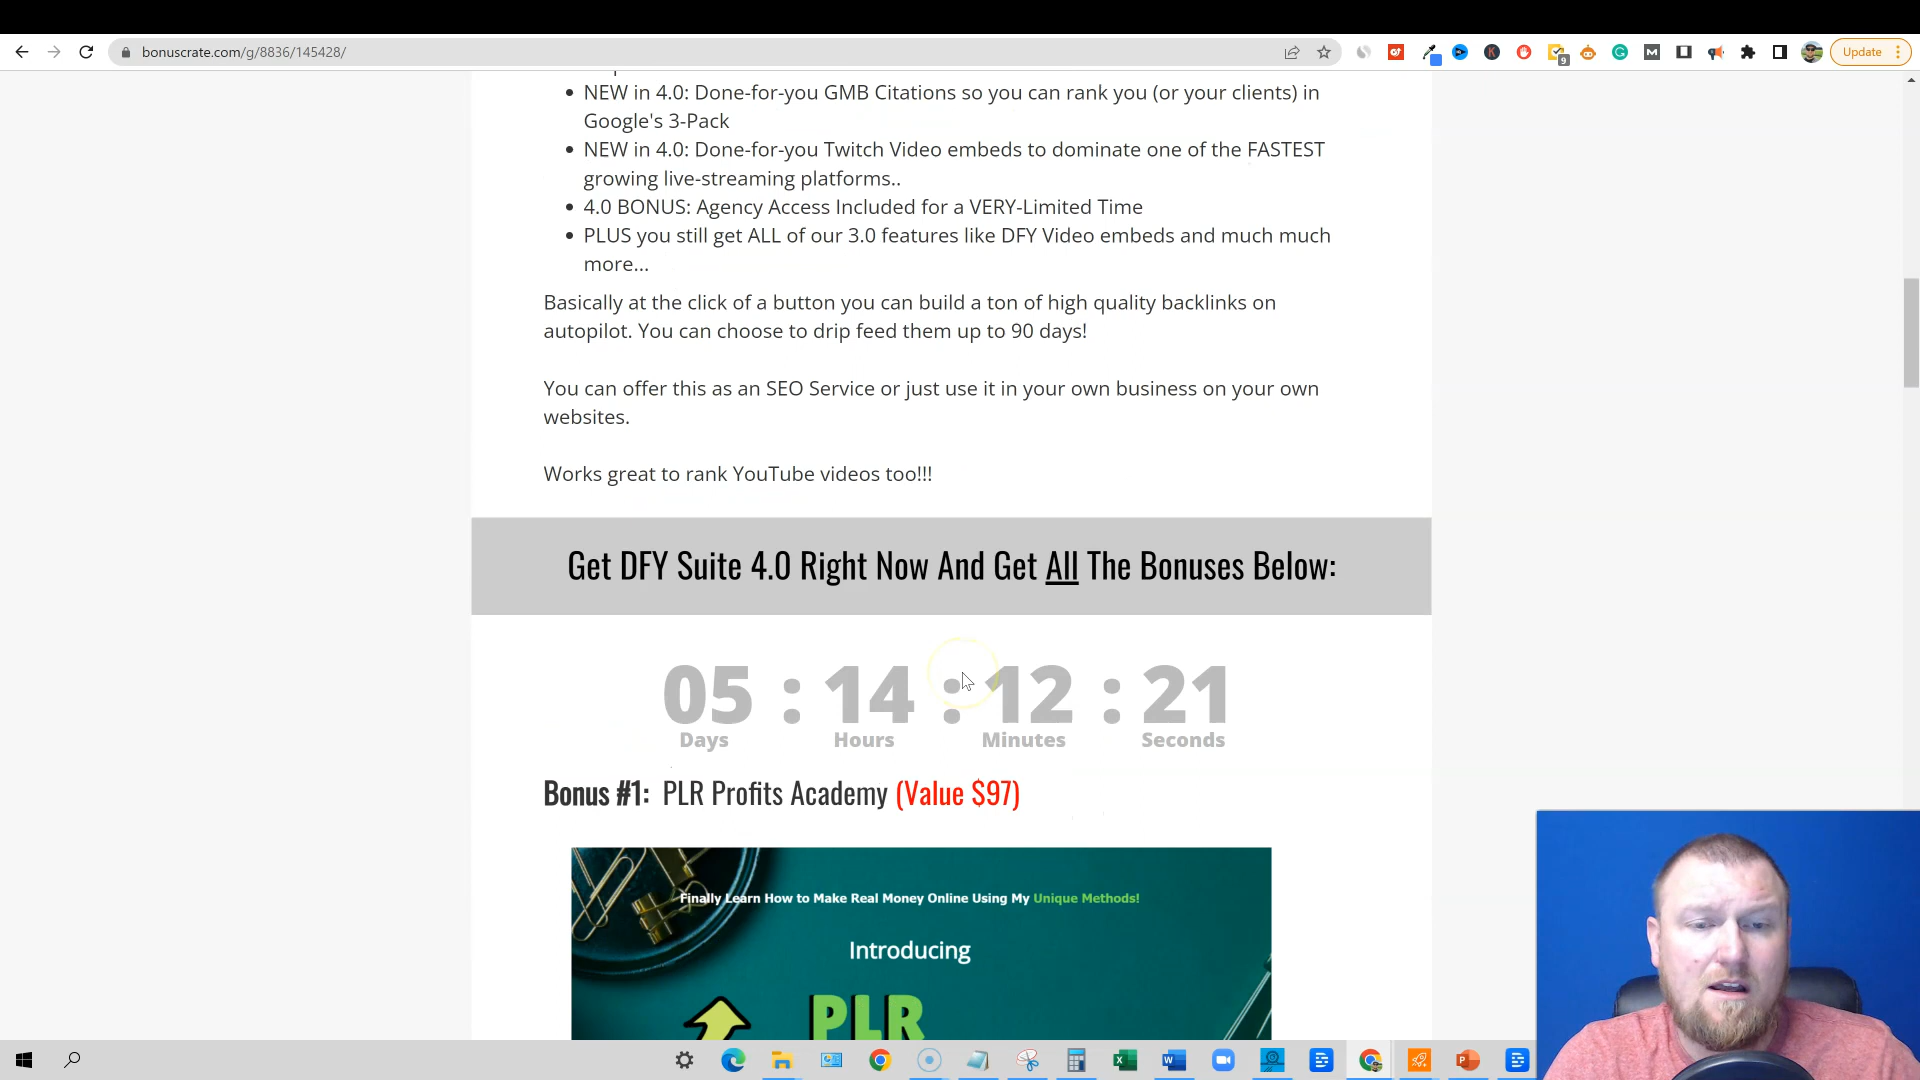 bonuscrate.com/g/8836/145428/
Update
9
NEW in 4.0: Done-for-you GMB Citations so you can rank you (or your clients) in
Google's 3-Pack
NEW in 4.0: Done-for-you Twitch Video embeds to dominate one of the FASTEST
growing live-streaming platforms..
4.0 BONUS: Agency Access Included for a VERY-Limited Time
PLUS you still get ALL of our 3.0 features like DFY Video embeds and much much
more...
Basically at the click of a button you can build a ton of high quality backlinks on
autopilot. You can choose to drip feed them up to 90 days!
You can offer this as an SEO Service or just use it in your own business on your own
websites.
Works great to rank YouTube videos too!!!
Get DFY Suite 4.0 Right Now And Get All The Bonuses Below:
05 : 14 : 12 : 21
Days Hours Minutes Seconds
Bonus #1: PLR Profits Academy (Value $97)
Finally Learn How to Make Real Money Online Using My Unique Methods!
Introducing
PLR